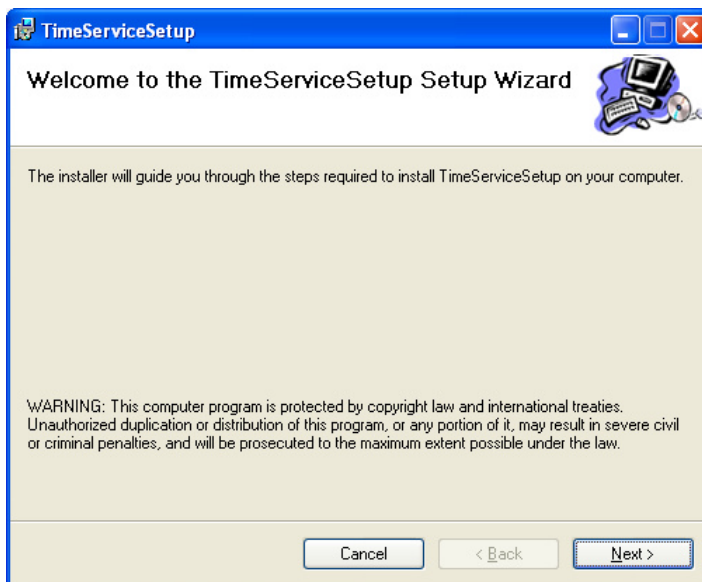 TimeServiceSetup
Welcome to the TimeServiceSetup Setup Wizard
The installer will guide you through the steps required to install TimeServiceSetup on your computer.
WARNING: This computer program is protected by copyright law and international treaties.
Unauthorized duplication or distribution of this program, or any portion of it, may result in severe civil
or criminal penalties, and will be prosecuted to the maximum extent possible under the law.
Cancel
< Back
Next >